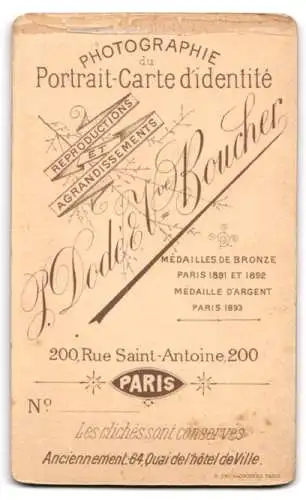 PHOTOGRAPHIE
du
Portrait-Carte d'identité
REPRODUCTIONS
ET
AGRANDISSEMENTS
P. Dodé & Vve Boucher
MÉDAILLES DE BRONZE
PARIS 1891 ET 1892
MÉDAILLE D'ARGENT
PARIS 1893
200, Rue Saint-Antoine, 200
PARIS
No
Les clichés sont conservés
Anciennement, 64, Quai de l'hôtel de Ville.